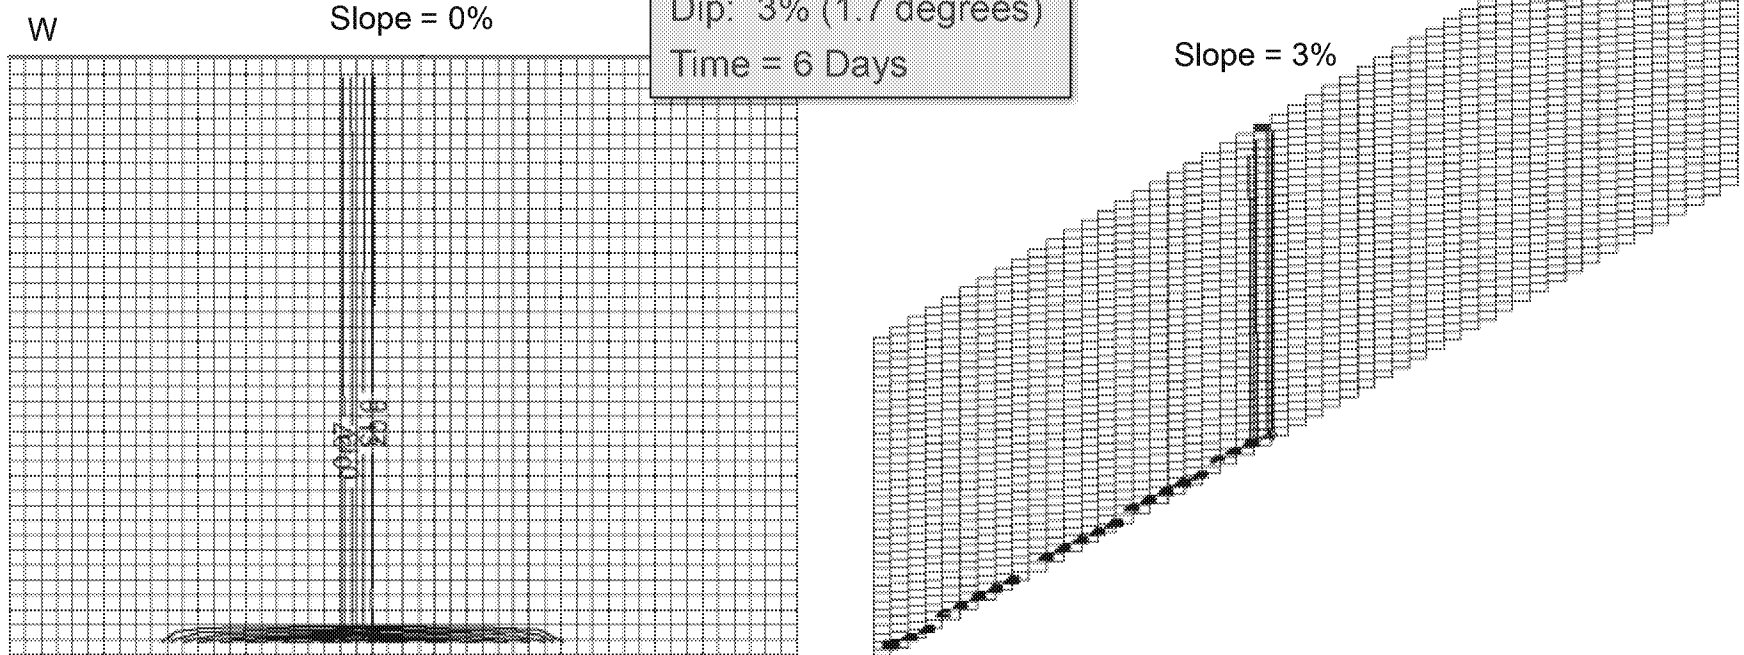 W
Slope = 0%
Dip: 3% (1.7 degrees)
Time = 6 Days
Slope = 3%